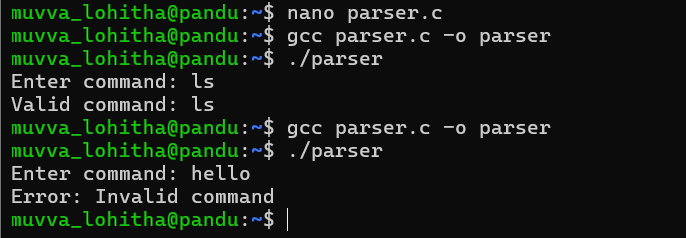 muvva_lohitha@pandu:~$ nano parser.c
muvva_lohitha@pandu:~$ gcc parser.c -o parser
muvva_lohitha@pandu:~$ ./parser
Enter command: ls
Valid command: ls
muvva_lohitha@pandu:~$ gcc parser.c -o parser
muvva_lohitha@pandu:~$ ./parser
Enter command: hello
Error: Invalid command
muvva_lohitha@pandu:~$